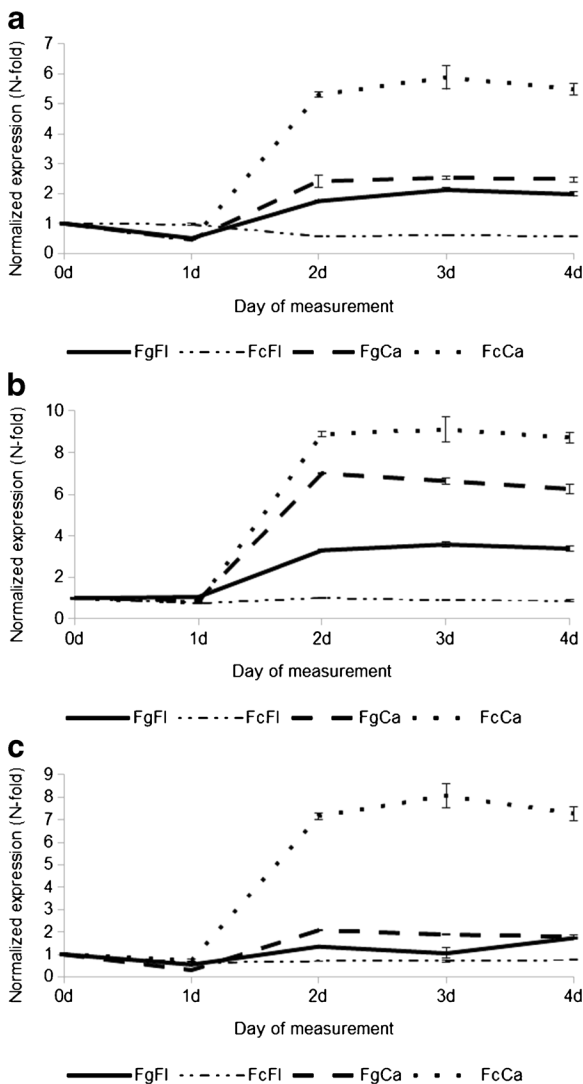 a
Normalized expression (N-fold)
7
6
5
4
3
2
1
0
0d 1d 2d 3d 4d
Day of measurement
FgFl FcFl FgCa FcCa
b
Normalized expression (N-fold)
10
8
6
4
2
0
0d 1d 2d 3d 4d
Day of measurement
FgFl FcFl FgCa FcCa
c
Normalized expression (N-fold)
9
8
7
6
5
4
3
2
1
0
0d 1d 2d 3d 4d
Day of measurement
FgFl FcFl FgCa FcCa